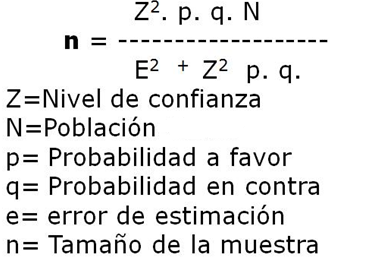 Z². p. q. N
n = -------------------
E² + Z² p. q.
Z=Nivel de confianza
N=Población
p= Probabilidad a favor
q= Probabilidad en contra
e= error de estimación
n= Tamaño de la muestra